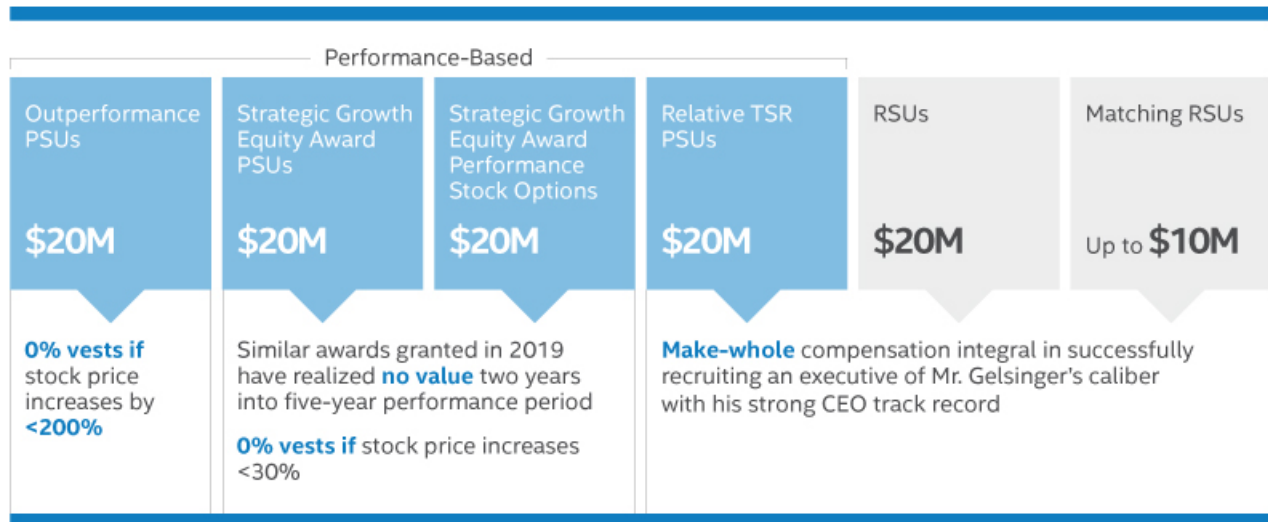 Performance-Based
Outperformance
PSUs
$20M
Strategic Growth
Equity Award
PSUs
$20M
Strategic Growth
Equity Award
Performance
Stock Options
$20M
Relative TSR
PSUs
$20M
RSUs
$20M
Matching RSUs
Up to $10M
0% vests if
stock price
increases by
<200%
Similar awards granted in 2019
have realized no value two years
into five-year performance period
0% vests if stock price increases
<30%
Make-whole compensation integral in successfully
recruiting an executive of Mr. Gelsinger's caliber
with his strong CEO track record